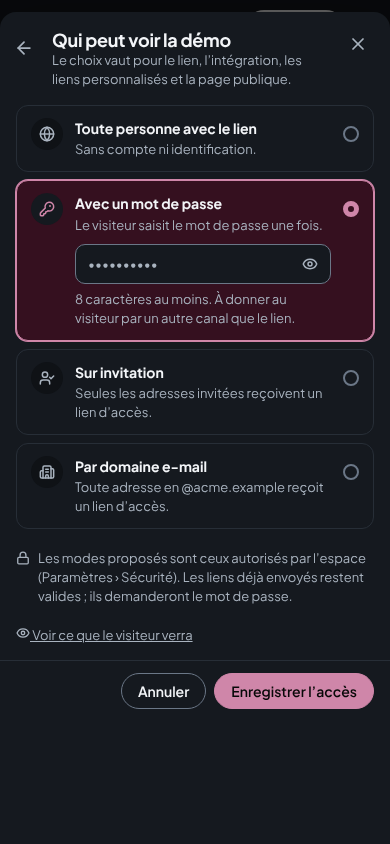 Qui peut voir la démo
Le choix vaut pour le lien, l’intégration, les
liens personnalisés et la page publique.
Toute personne avec le lien
Sans compte ni identification.
Avec un mot de passe
Le visiteur saisit le mot de passe une fois.
••••••••••
8 caractères au moins. À donner au
visiteur par un autre canal que le lien.
Sur invitation
Seules les adresses invitées reçoivent un
lien d’accès.
Par domaine e-mail
Toute adresse en @acme.example reçoit
un lien d’accès.
Les modes proposés sont ceux autorisés par l’espace
(Paramètres › Sécurité). Les liens déjà envoyés restent
valides ; ils demanderont le mot de passe.
Voir ce que le visiteur verra
Annuler
Enregistrer l’accès